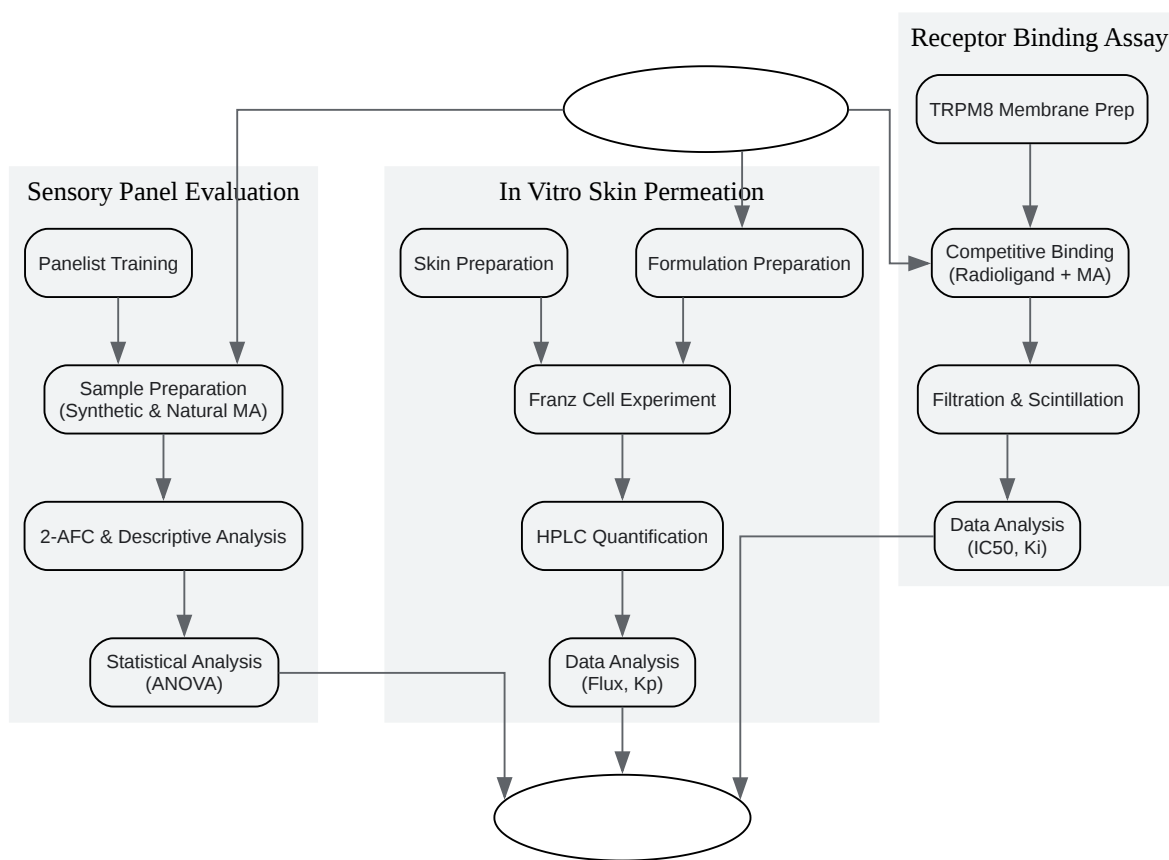 Receptor Binding Assay
TRPM8 Membrane Prep
Competitive Binding
(Radioligand + MA)
Filtration & Scintillation
Data Analysis
(IC50, Ki)
Sensory Panel Evaluation
Panelist Training
Sample Preparation
(Synthetic & Natural MA)
2-AFC & Descriptive Analysis
Statistical Analysis
(ANOVA)
In Vitro Skin Permeation
Skin Preparation
Formulation Preparation
Franz Cell Experiment
HPLC Quantification
Data Analysis
(Flux, Kp)